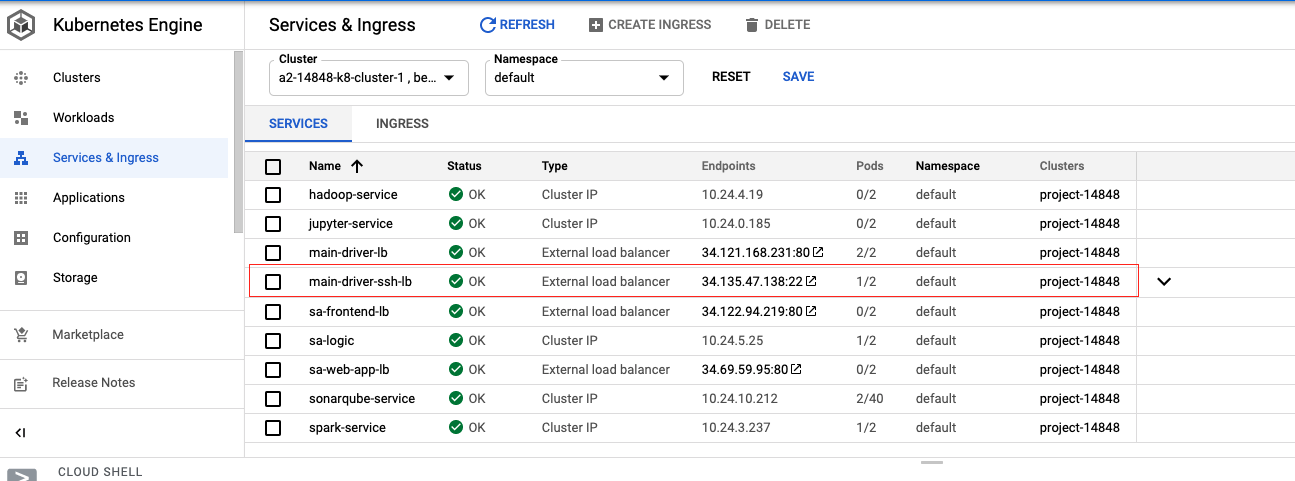 Kubernetes Engine
Services & Ingress REFRESH CREATE INGRESS DELETE
Clusters
Workloads
Services & Ingress
Applications
Configuration
Storage
Marketplace
Release Notes
Cluster Namespace
a2-14848-k8-cluster-1 , be... default RESET SAVE
SERVICES INGRESS
Name Status Type Endpoints Pods Namespace Clusters
hadoop-service OK Cluster IP 10.24.4.19 0/2 default project-14848
jupyter-service OK Cluster IP 10.24.0.185 0/2 default project-14848
main-driver-lb OK External load balancer 34.121.168.231:80 2/2 default project-14848
main-driver-ssh-lb OK External load balancer 34.135.47.138:22 1/2 default project-14848
sa-frontend-lb OK External load balancer 34.122.94.219:80 0/2 default project-14848
sa-logic OK Cluster IP 10.24.5.25 1/2 default project-14848
sa-web-app-lb OK External load balancer 34.69.59.95:80 0/2 default project-14848
sonarqube-service OK Cluster IP 10.24.10.212 2/40 default project-14848
spark-service OK Cluster IP 10.24.3.237 1/2 default project-14848
CLOUD SHELL